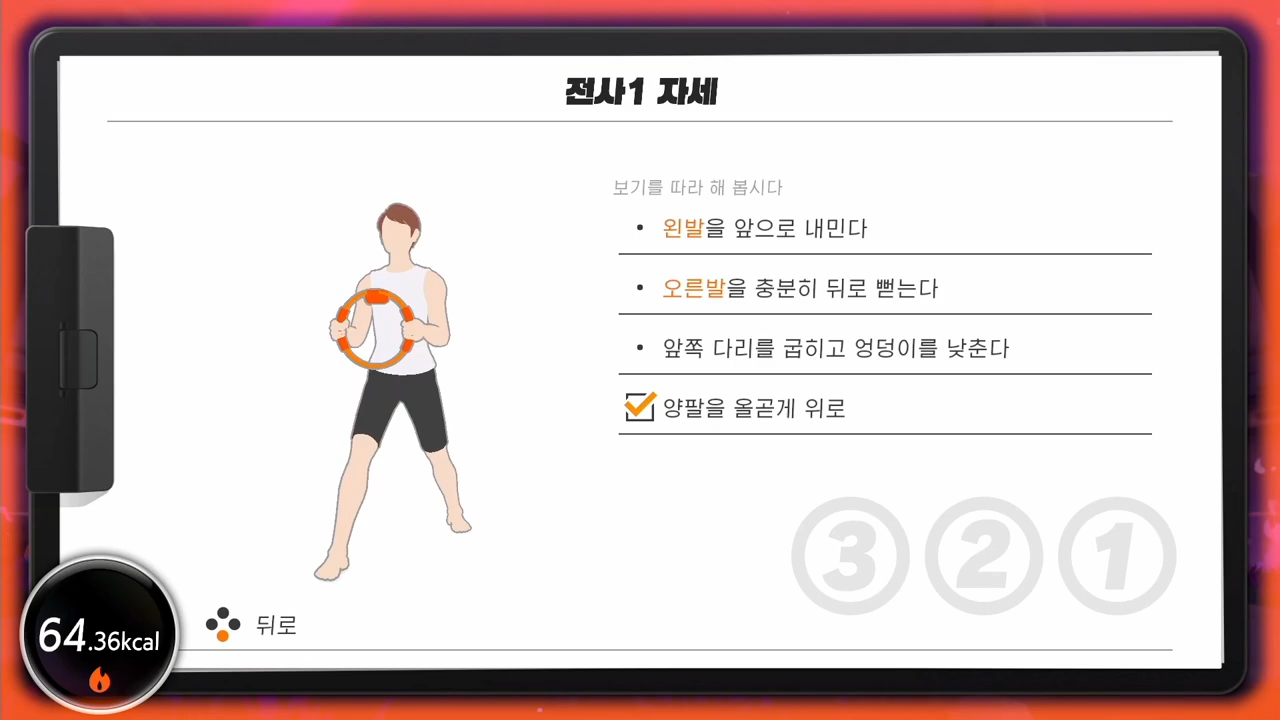 전사1 자세
보기를 따라 해 봅시다
• 왼발을 앞으로 내민다
• 오른발을 충분히 뒤로 뻗는다
• 앞쪽 다리를 굽히고 엉덩이를 낮춘다
양팔을 올곧게 위로
3 2 1
뒤로
64.36kcal